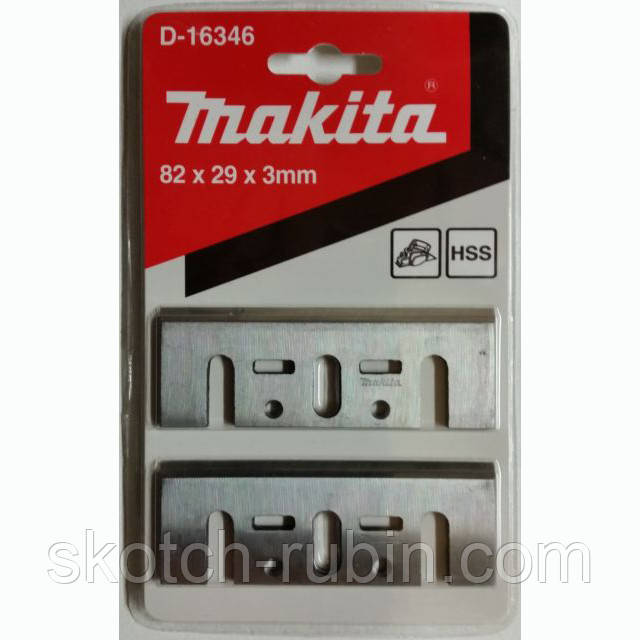 D-16346
makita®
82 x 29 x 3mm
HSS
makita
skotch-rubin.com